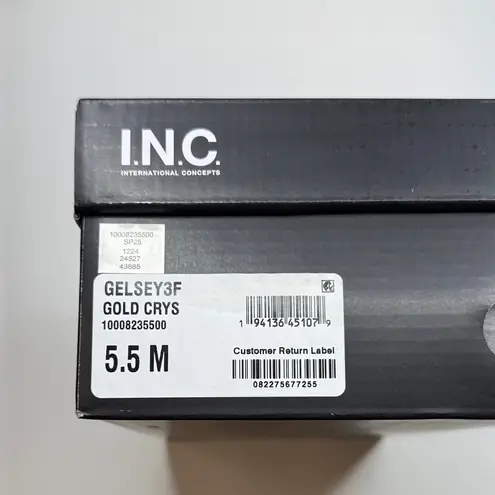 I.N.C.
INTERNATIONAL CONCEPTS
10008235500
SP25
1224
24527
43885
GELSEY3F
GOLD CRYS
10008235500
5.5 M
1 94136 45107 9
Customer Return Label
082275677255